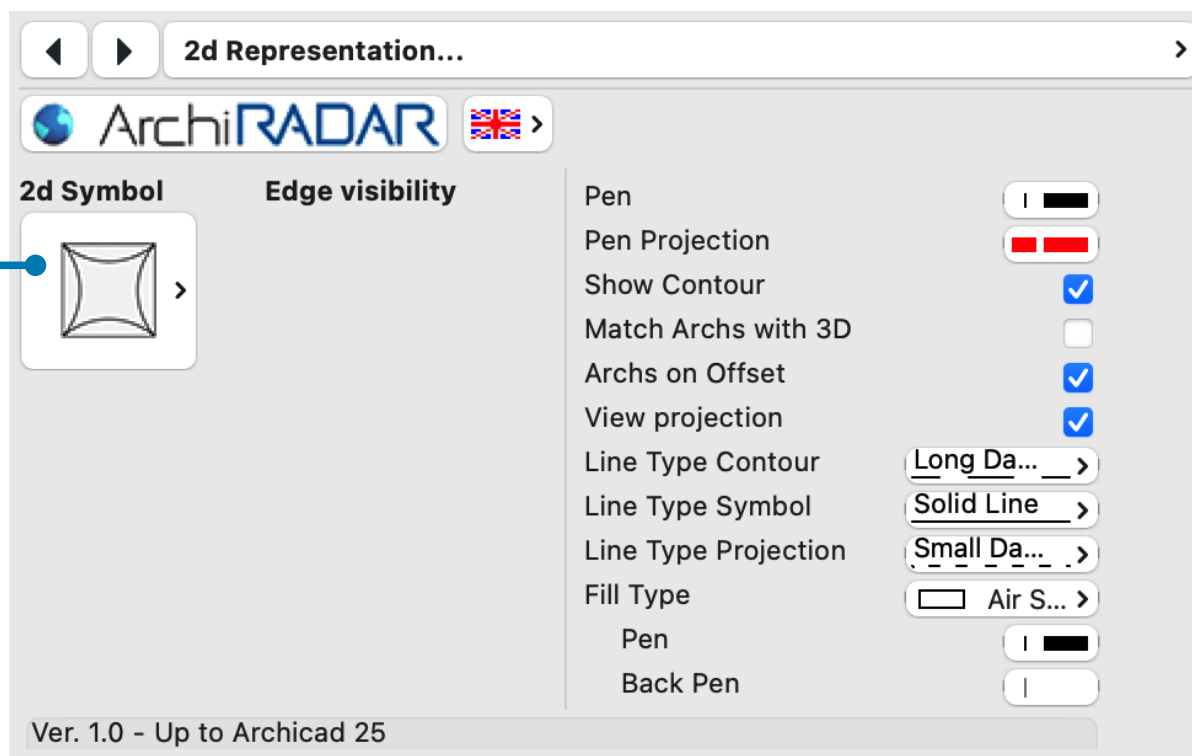 2d Representation...
ArchiRADAR
2d Symbol
Edge visibility
Pen
Pen Projection
Show Contour
Match Archs with 3D
Archs on Offset
View projection
Line Type Contour Long Da...
Line Type Symbol Solid Line
Line Type Projection Small Da...
Fill Type Air S...
Pen
Back Pen
Ver. 1.0 - Up to Archicad 25